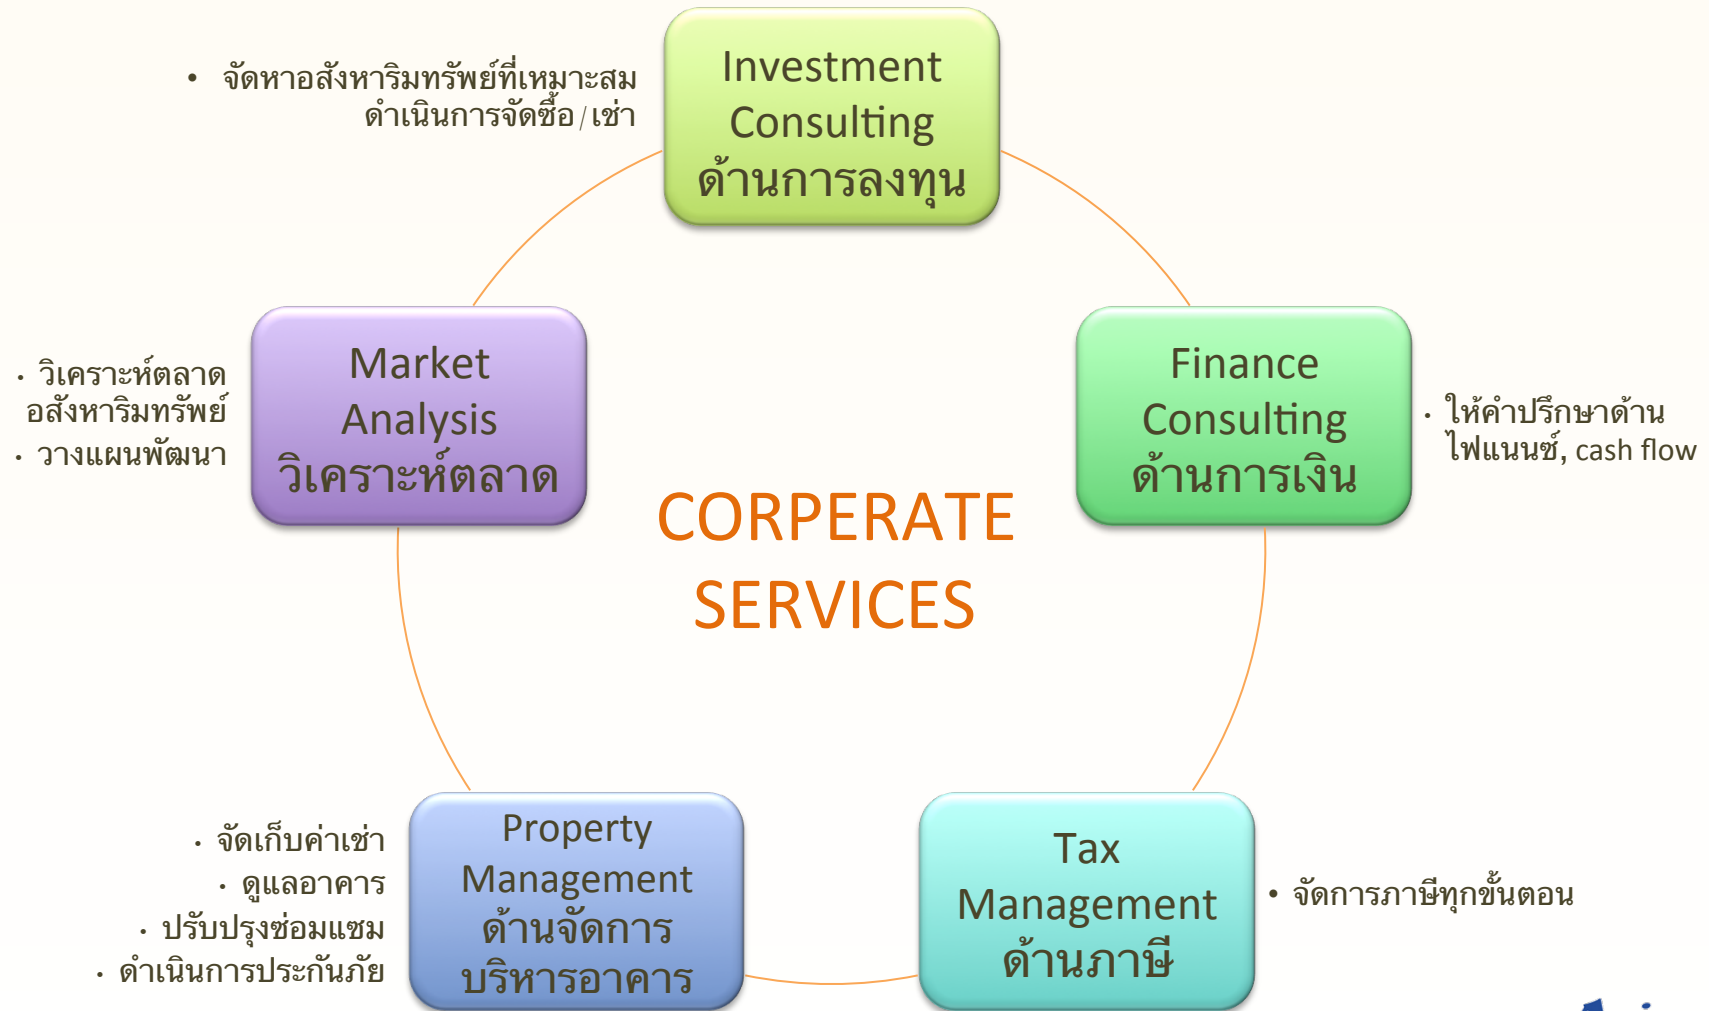 • จัดหาอสังหาริมทรัพย์ที่เหมาะสม
ดำเนินการจัดซื้อ/เช่า
Investment
Consulting
ด้านการลงทุน
Finance
Consulting
ด้านการเงิน
• ให้คำปรึกษาด้าน
ไฟแนนซ์, cash flow
Tax
Management
ด้านภาษี
• จัดการภาษีทุกขั้นตอน
Property
Management
ด้านจัดการ
บริหารอาคาร
• จัดเก็บค่าเช่า
• ดูแลอาคาร
• ปรับปรุงซ่อมแซม
• ดำเนินการประกันภัย
Market
Analysis
วิเคราะห์ตลาด
• วิเคราะห์ตลาด
อสังหาริมทรัพย์
• วางแผนพัฒนา
CORPERATE
SERVICES